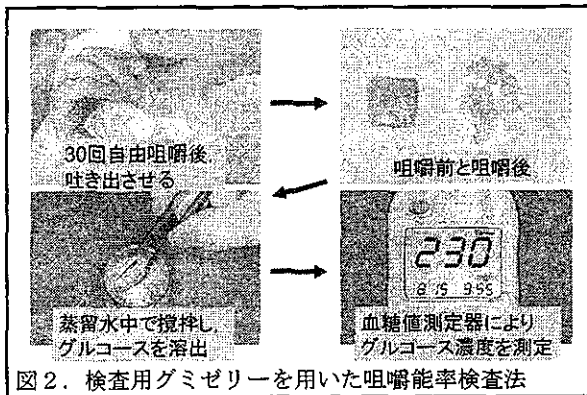 30回自由咀嚼後
吐き出させる
咀嚼前と咀嚼後
蒸留水中で撹拌し,
グルコースを溶出
230
8 15 9:55
血糖値測定器により
グルコース濃度を測定
図2. 検査用グミゼリーを用いた咀嚼能率検査法